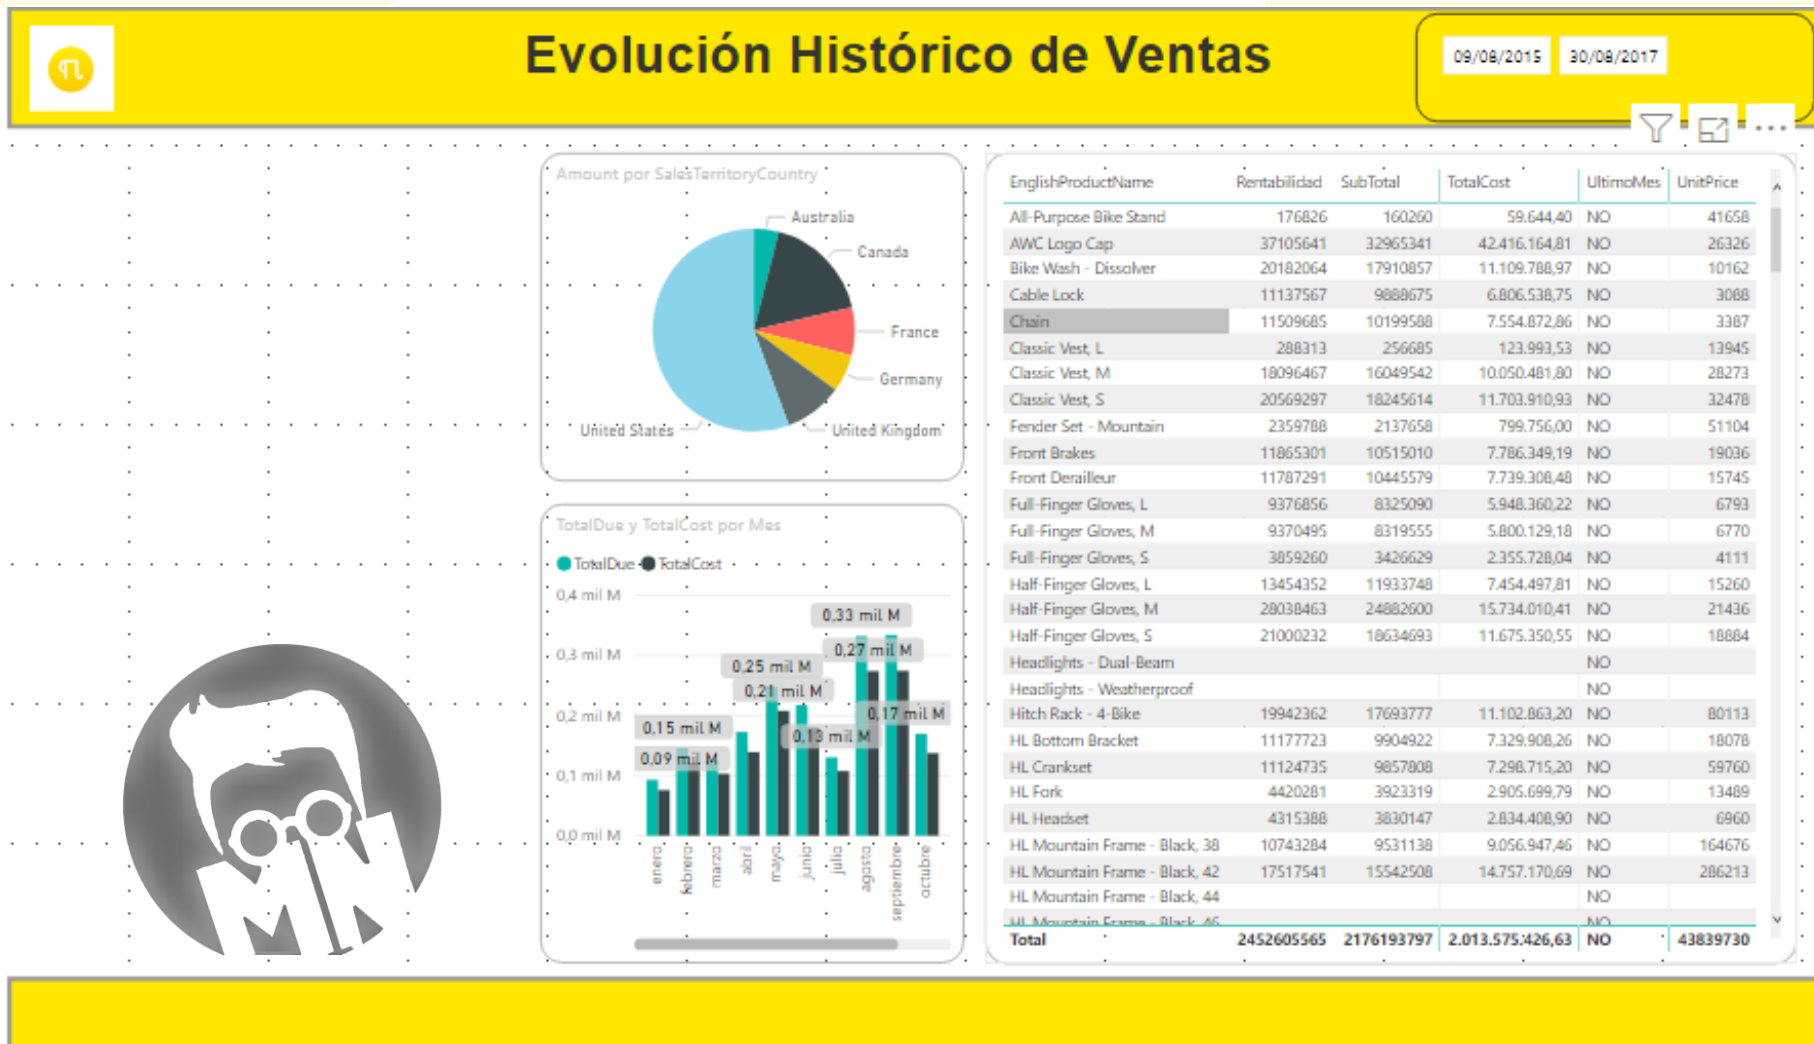 Evolución Histórico de Ventas
09/08/2015 30/08/2017
Amount por SalesTerritoryCountry
Australia
Canada
France
Germany
United States
United Kingdom
TotalDue y TotalCost por Mes
TotalDue TotalCost
0,4 mil M
0,3 mil M
0,2 mil M
0,1 mil M
0,0 mil M
0,33 mil M
0,27 mil M
0,25 mil M
0,21 mil M
0,17 mil M
0,15 mil M
0,13 mil M
0,09 mil M
enero
febrero
marzo
abril
mayo
junio
julio
agosto
septiembre
octubre
EnglishProductName Rentabilidad SubTotal TotalCost UltimoMes UnitPrice
All-Purpose Bike Stand 176826 160260 59.644,40 NO 41658
AWC Logo Cap 37105641 32965341 42.416.164,81 NO 26326
Bike Wash - Dissolver 20182064 17910857 11.109.788,97 NO 10162
Cable Lock 11137567 9888675 6.806.538,75 NO 3088
Chain 11509685 10199588 7.554.872,86 NO 3387
Classic Vest, L 288313 256685 123.993,53 NO 13945
Classic Vest, M 18096467 16049542 10.050.481,80 NO 28273
Classic Vest, S 20569297 18245614 11.703.910,93 NO 32478
Fender Set - Mountain 2359788 2137658 799.756,00 NO 51104
Front Brakes 11865301 10515010 7.786.349,19 NO 19036
Front Derailleur 11787291 10445579 7.739.308,48 NO 15745
Full-Finger Gloves, L 9376856 8325090 5.948.360,22 NO 6793
Full-Finger Gloves, M 9370495 8319555 5.800.129,18 NO 6770
Full-Finger Gloves, S 3859260 3426629 2.355.728,04 NO 4111
Half-Finger Gloves, L 13454352 11933748 7.454.497,81 NO 15260
Half-Finger Gloves, M 28038463 24882600 15.734.010,41 NO 21436
Half-Finger Gloves, S 21000232 18634693 11.675.350,55 NO 18884
Headlights - Dual-Beam NO
Headlights - Weatherproof NO
Hitch Rack - 4-Bike 19942362 17693777 11.102.863,20 NO 80113
HL Bottom Bracket 11177723 9904922 7.329.908,26 NO 18078
HL Crankset 11124735 9857808 7.298.715,20 NO 59760
HL Fork 4420281 3923319 2.905.699,79 NO 13489
HL Headset 4315388 3830147 2.834.408,90 NO 6960
HL Mountain Frame - Black, 38 10743284 9531138 9.056.947,46 NO 164676
HL Mountain Frame - Black, 42 17517541 15542508 14.757.170,69 NO 286213
HL Mountain Frame - Black, 44 NO
HL Mountain Frame - Black, 46 NO
Total 2452605565 2176193797 2.013.575.426,63 NO 43839730